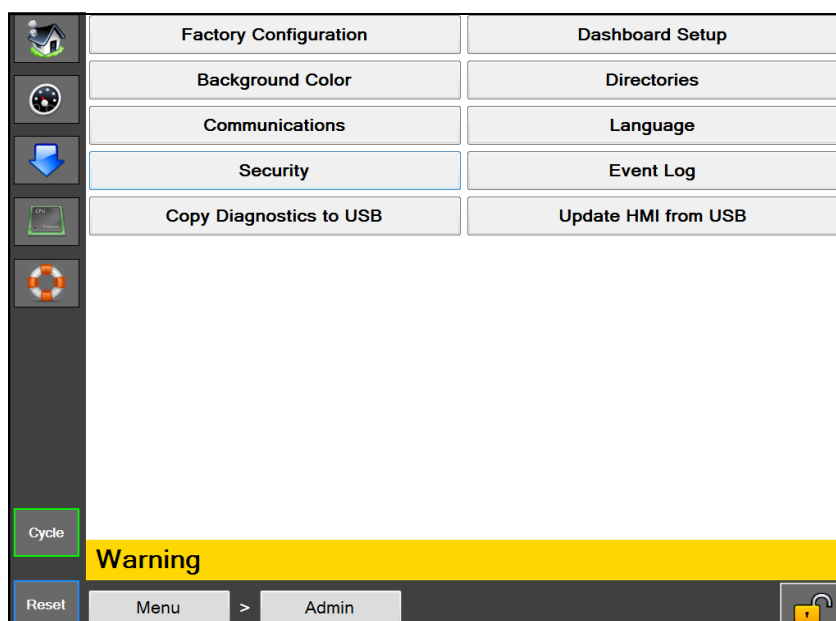 Factory Configuration
Dashboard Setup
Background Color
Directories
Communications
Language
Security
Event Log
Copy Diagnostics to USB
Update HMI from USB
CPU
Cycle
Warning
Reset
Menu > Admin